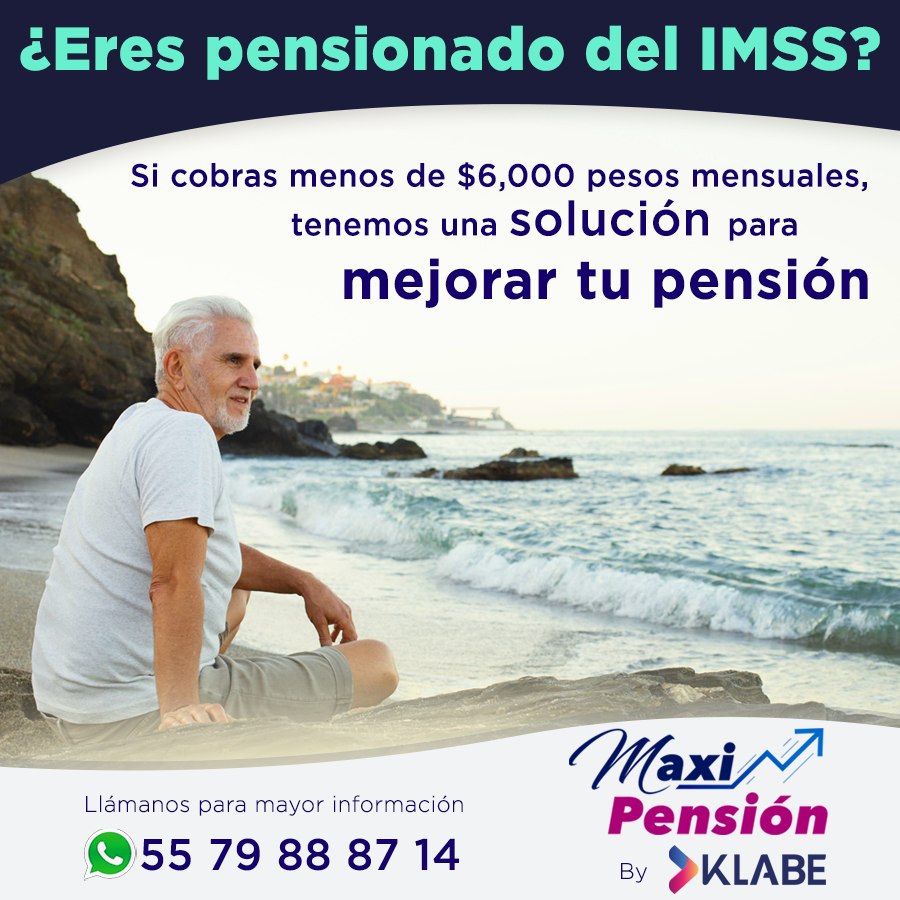 ¿Eres pensionado del IMSS?
Si cobras menos de $6,000 pesos mensuales,
tenemos una solución para
mejorar tu pensión
Maxi
Pensión
Llámanos para mayor información
55 79 88 87 14
By KLABE